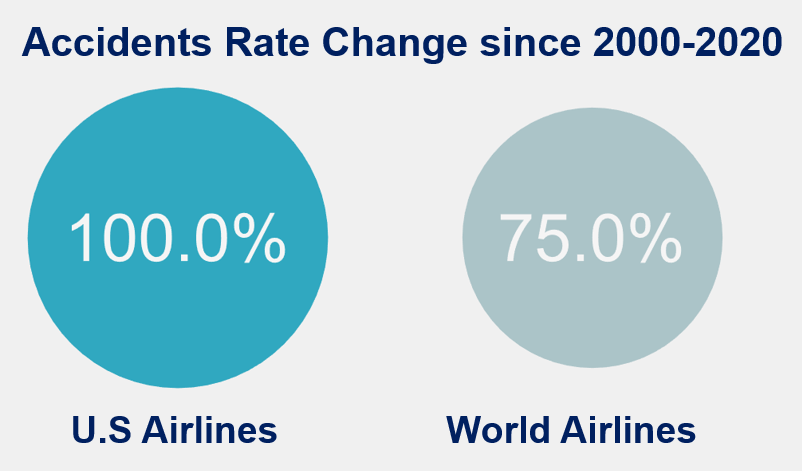 Accidents Rate Change since 2000-2020
100.0%
75.0%
U.S Airlines
World Airlines